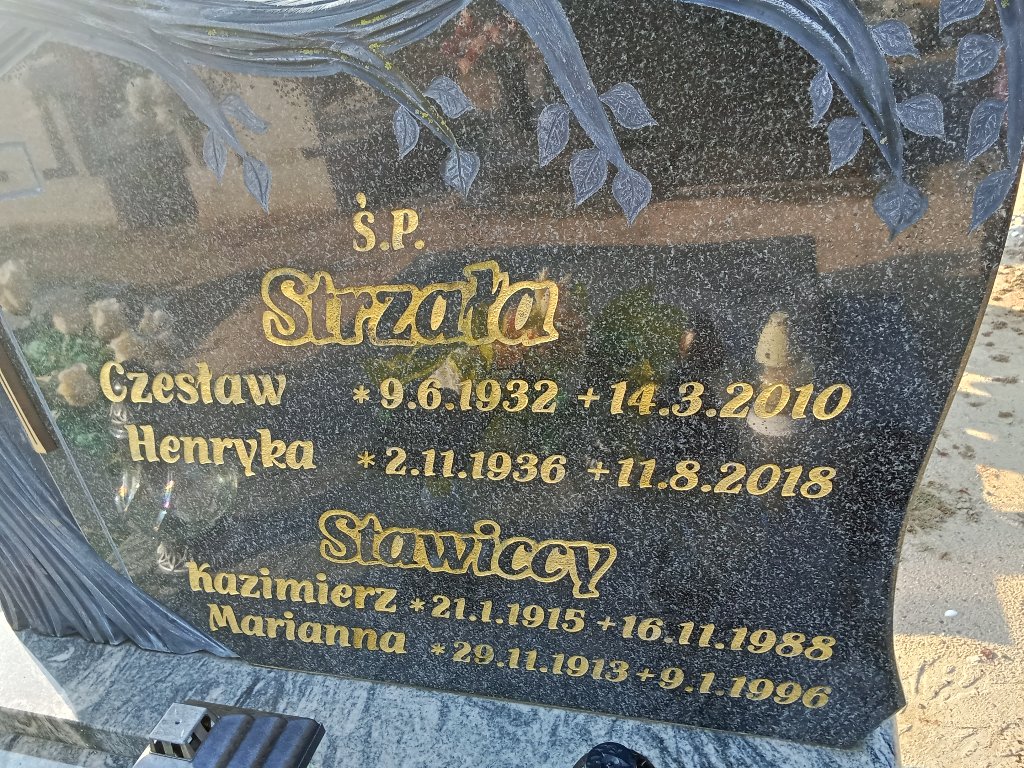 Ś.P.
Strzała
Czesław * 9.6.1932 + 14.3.2010
Henryka * 2.11.1936 + 11.8.2018
Stawiccy
Kazimierz * 21.1.1915 + 16.11.1988
Marianna * 29.11.1913 + 9.1.1996